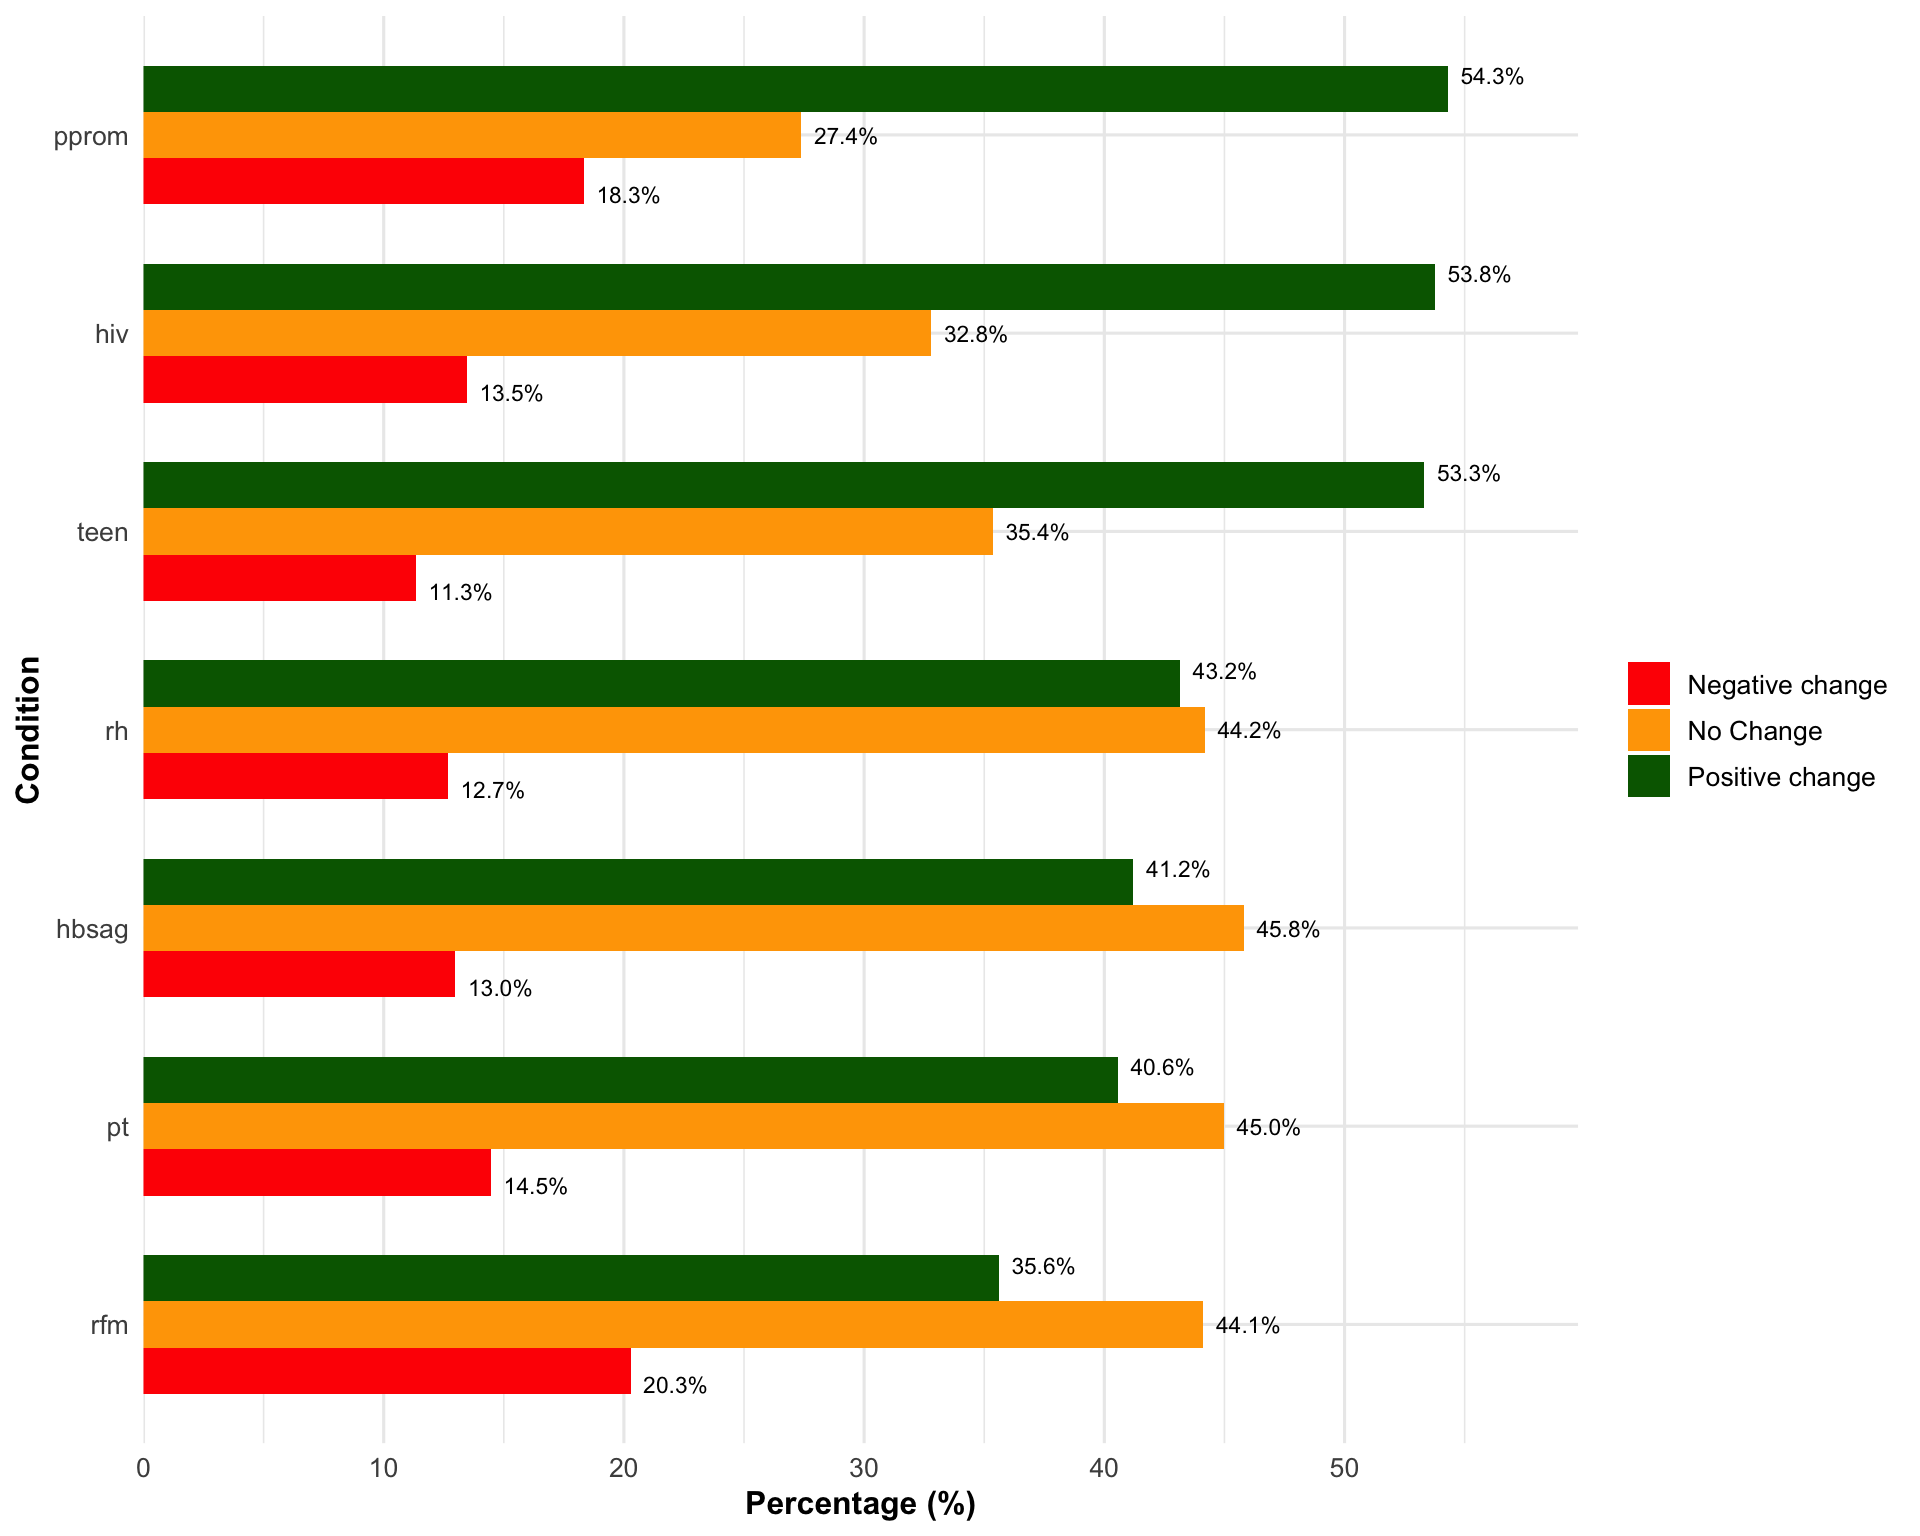 54.3%
pprom
27.4%
18.3%
53.8%
hiv
32.8%
13.5%
53.3%
teen
35.4%
11.3%
43.2%
rh
44.2%
12.7%
41.2%
hbsag
45.8%
13.0%
40.6%
pt
45.0%
14.5%
35.6%
rfm
44.1%
20.3%
0 10 20 30 40 50
Percentage (%)
Condition
Negative change
No Change
Positive change